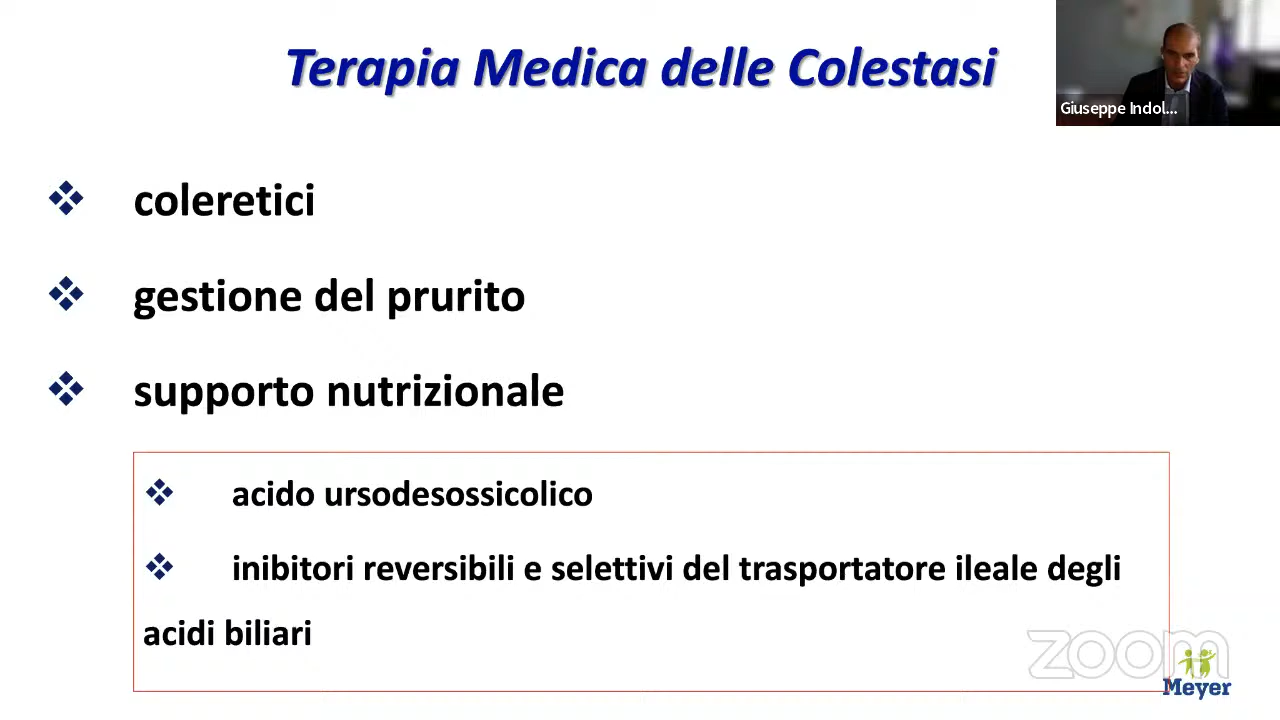 Terapia Medica delle Colestasi
Giuseppe Indol...
coleretici
gestione del prurito
supporto nutrizionale
acido ursodesossicolico
inibitori reversibili e selettivi del trasportatore ileale degli
acidi biliari
zoom
Meyer